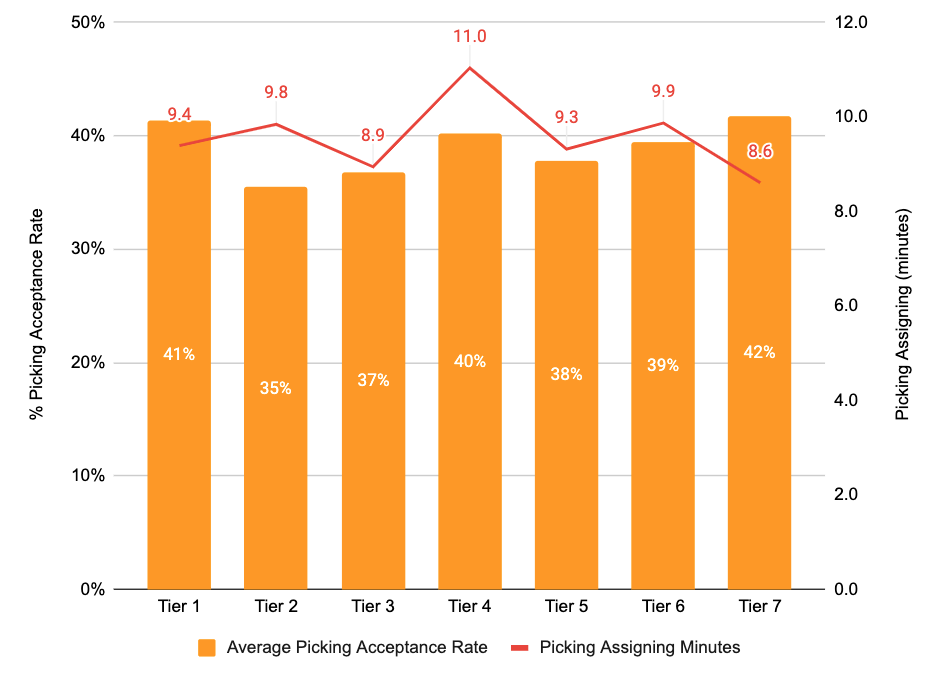 50%
12.0
11.0
9.4
9.8
8.9
9.3
9.9
8.6
10.0
40%
8.0
30%
6.0
20%
4.0
10%
2.0
0%
0.0
% Picking Acceptance Rate
Picking Assigning (minutes)
41%
35%
37%
40%
38%
39%
42%
Tier 1
Tier 2
Tier 3
Tier 4
Tier 5
Tier 6
Tier 7
Average Picking Acceptance Rate
Picking Assigning Minutes